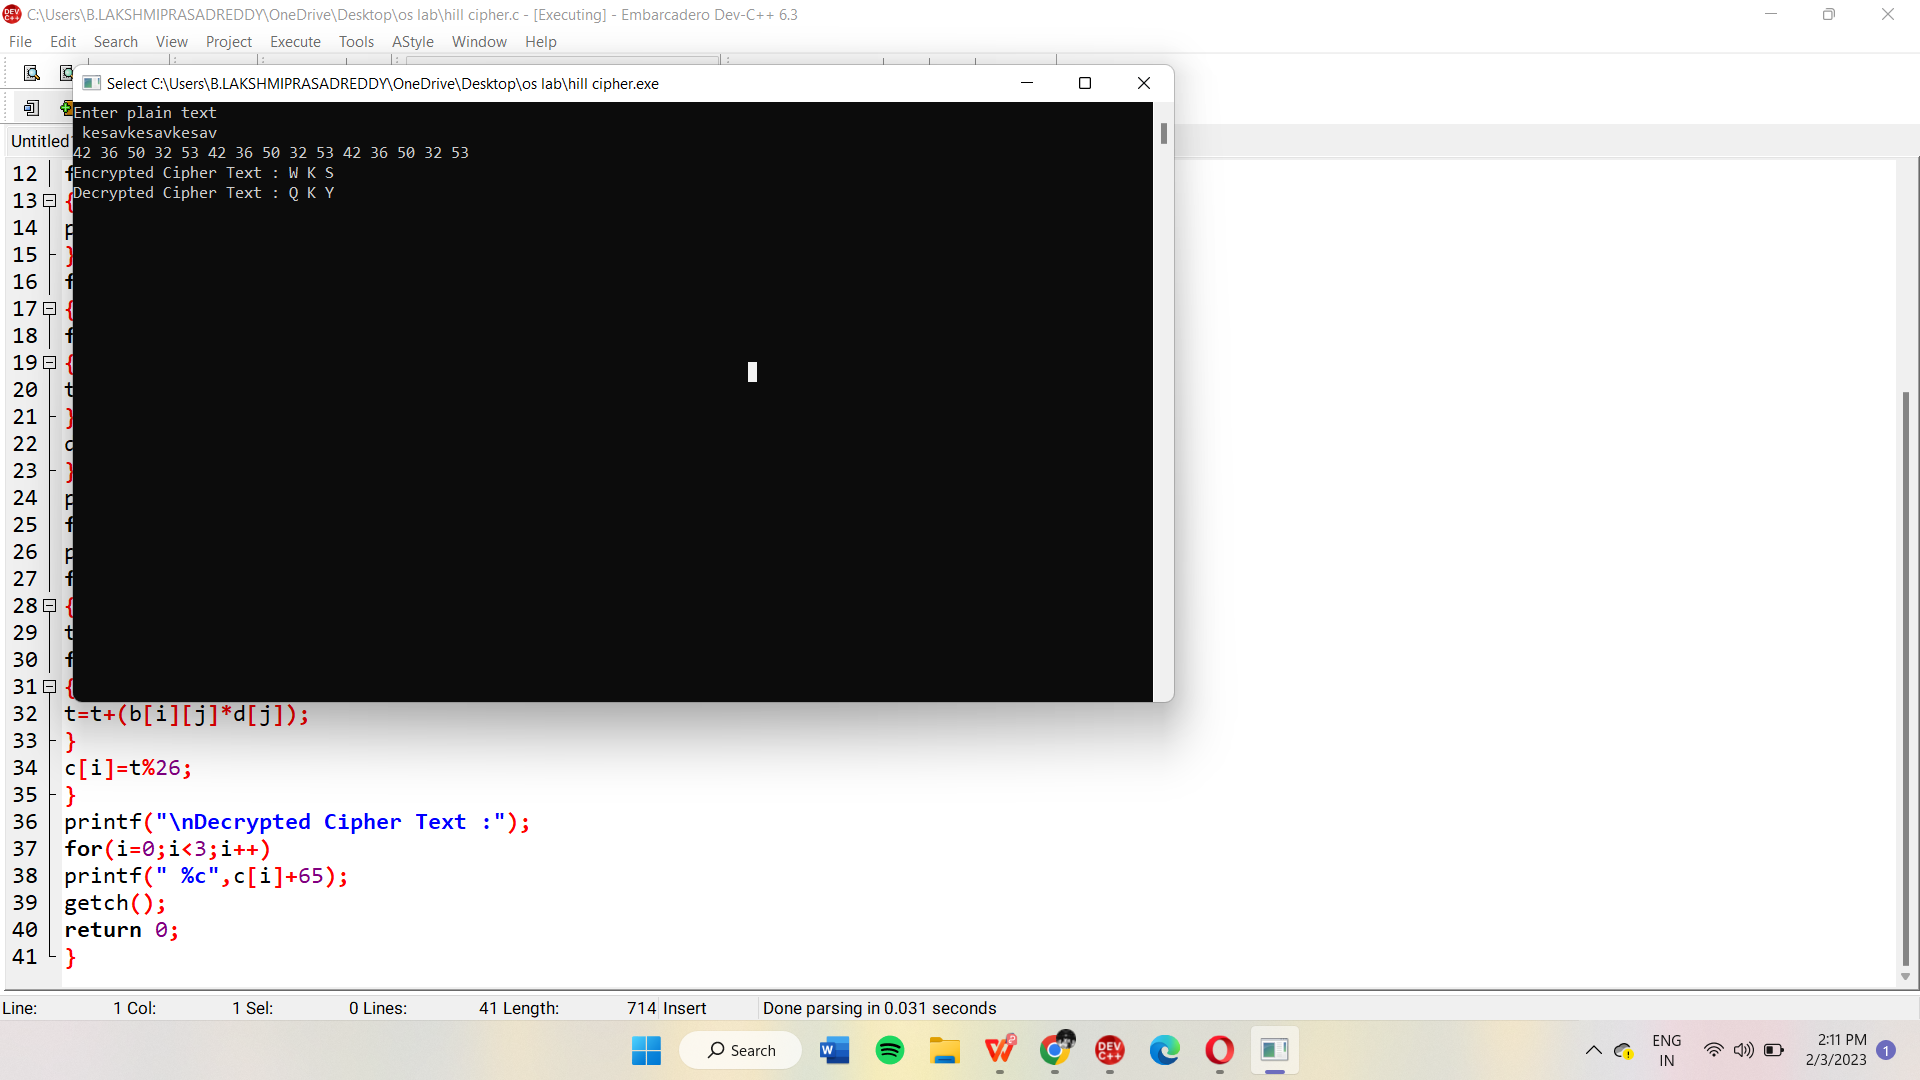 C:\Users\B.LAKSHMIPRASADREDDY\OneDrive\Desktop\os lab\hill cipher.c - [Executing] - Embarcadero Dev-C++ 6.3
File Edit Search View Project Execute Tools AStyle Window Help
Select C:\Users\B.LAKSHMIPRASADREDDY\OneDrive\Desktop\os lab\hill cipher.exe
Enter plain text
kesavkesavkesav
42 36 50 32 53 42 36 50 32 53 42 36 50 32 53
Encrypted Cipher Text : W K S
Decrypted Cipher Text : Q K Y
Untitled
12 f
13 {
14 p
15 }
16 f
17 {
18 f
19 {
20 t
21 }
22
23 }
24 p
25 f
26 p
27 f
28 {
29 t
30 f
31 {
32 t=t+(b[i][j]*d[j]);
33 }
34 c[i]=t%26;
35 }
36 printf("\nDecrypted Cipher Text :");
37 for(i=0;i<3;i++)
38 printf(" %c",c[i]+65);
39 getch();
40 return 0;
41 }
Line: 1 Col: 1 Sel: 0 Lines: 41 Length: 714 Insert Done parsing in 0.031 seconds
Search
ENG
IN
2:11 PM
2/3/2023
1